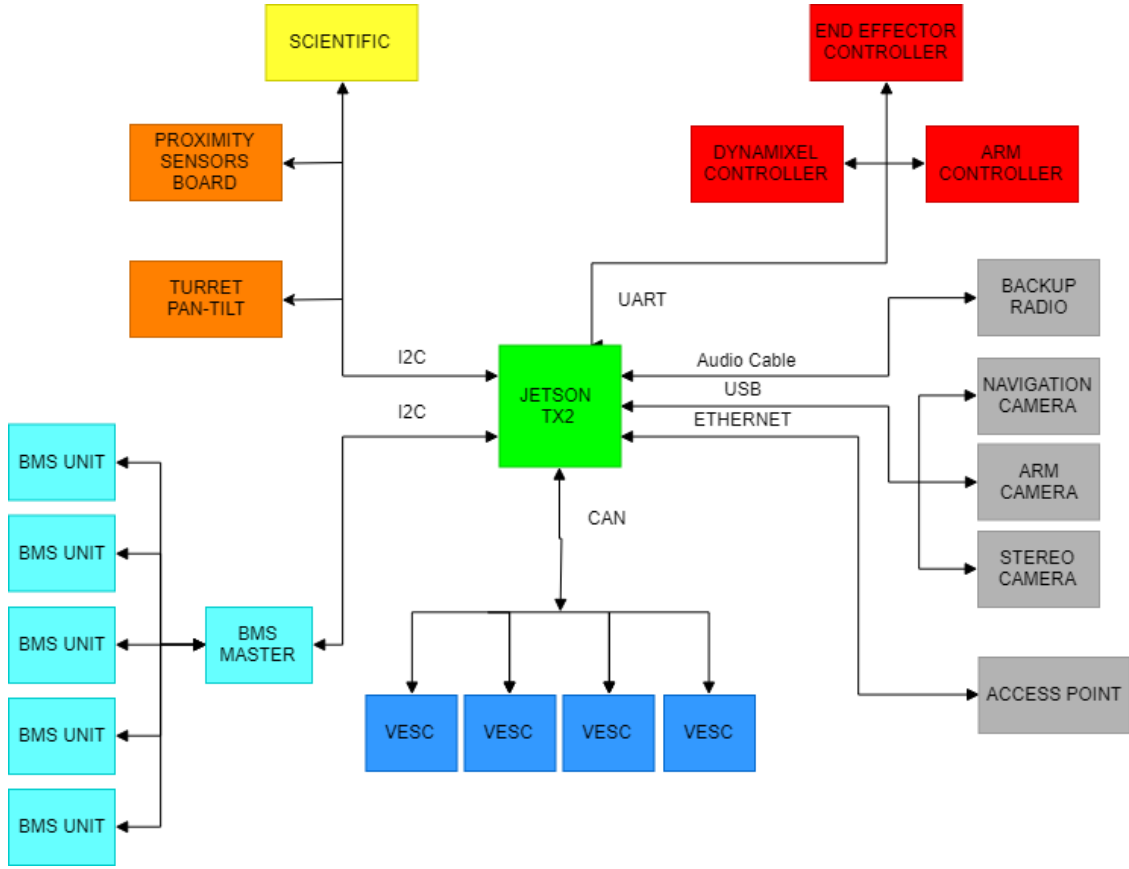 SCIENTIFIC
END EFFECTOR
CONTROLLER
PROXIMITY
SENSORS
BOARD
DYNAMIXEL
CONTROLLER
ARM
CONTROLLER
TURRET
PAN-TILT
UART
BACKUP
RADIO
I2C
Audio Cable
JETSON
TX2
USB
NAVIGATION
CAMERA
I2C
ETHERNET
BMS UNIT
ARM
CAMERA
CAN
BMS UNIT
STEREO
CAMERA
BMS UNIT
BMS
MASTER
ACCESS POINT
BMS UNIT
VESC
VESC
VESC
VESC
BMS UNIT